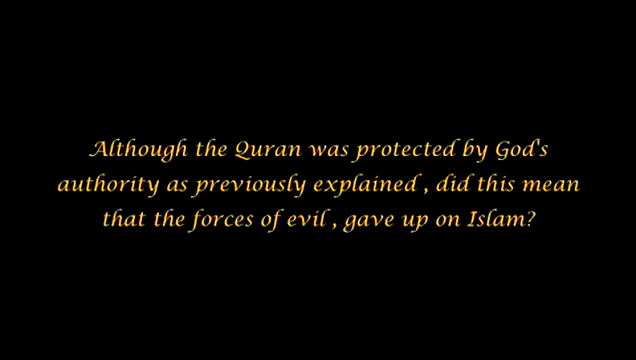 Although the Quran was protected by God's
authority as previously explained , did this mean
that the forces of evil , gave up on Islam?